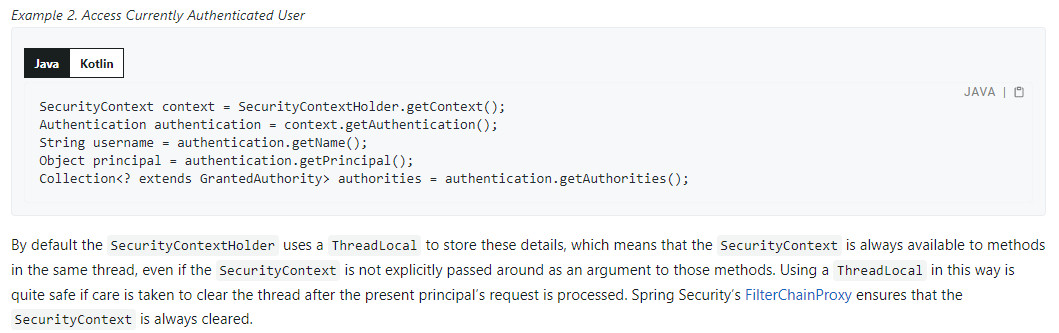 Example 2. Access Currently Authenticated User
Java Kotlin
JAVA |
SecurityContext context = SecurityContextHolder.getContext();
Authentication authentication = context.getAuthentication();
String username = authentication.getName();
Object principal = authentication.getPrincipal();
Collection<? extends GrantedAuthority> authorities = authentication.getAuthorities();
By default the SecurityContextHolder uses a ThreadLocal to store these details, which means that the SecurityContext is always available to methods
in the same thread, even if the SecurityContext is not explicitly passed around as an argument to those methods. Using a ThreadLocal in this way is
quite safe if care is taken to clear the thread after the present principal’s request is processed. Spring Security’s FilterChainProxy ensures that the
SecurityContext is always cleared.